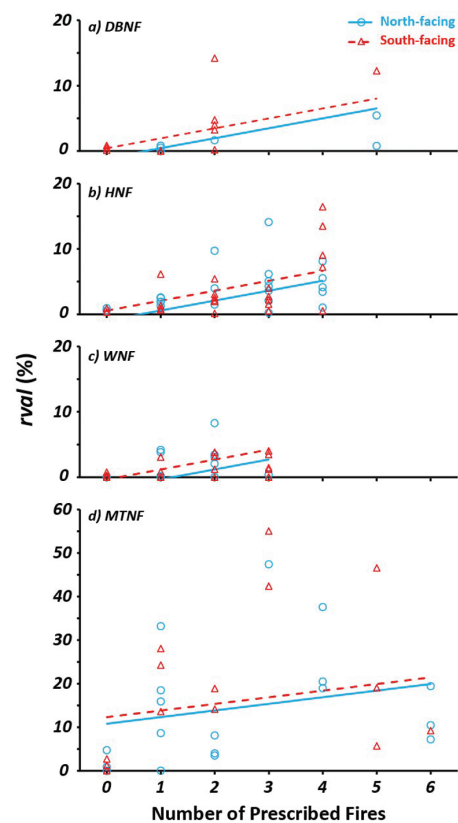 a) DBNF
North-facing
South-facing
20
10
0
b) HNF
20
10
0
c) WNF
20
10
0
d) MTNF
60
50
40
30
20
10
0
rval (%)
0 1 2 3 4 5 6
Number of Prescribed Fires